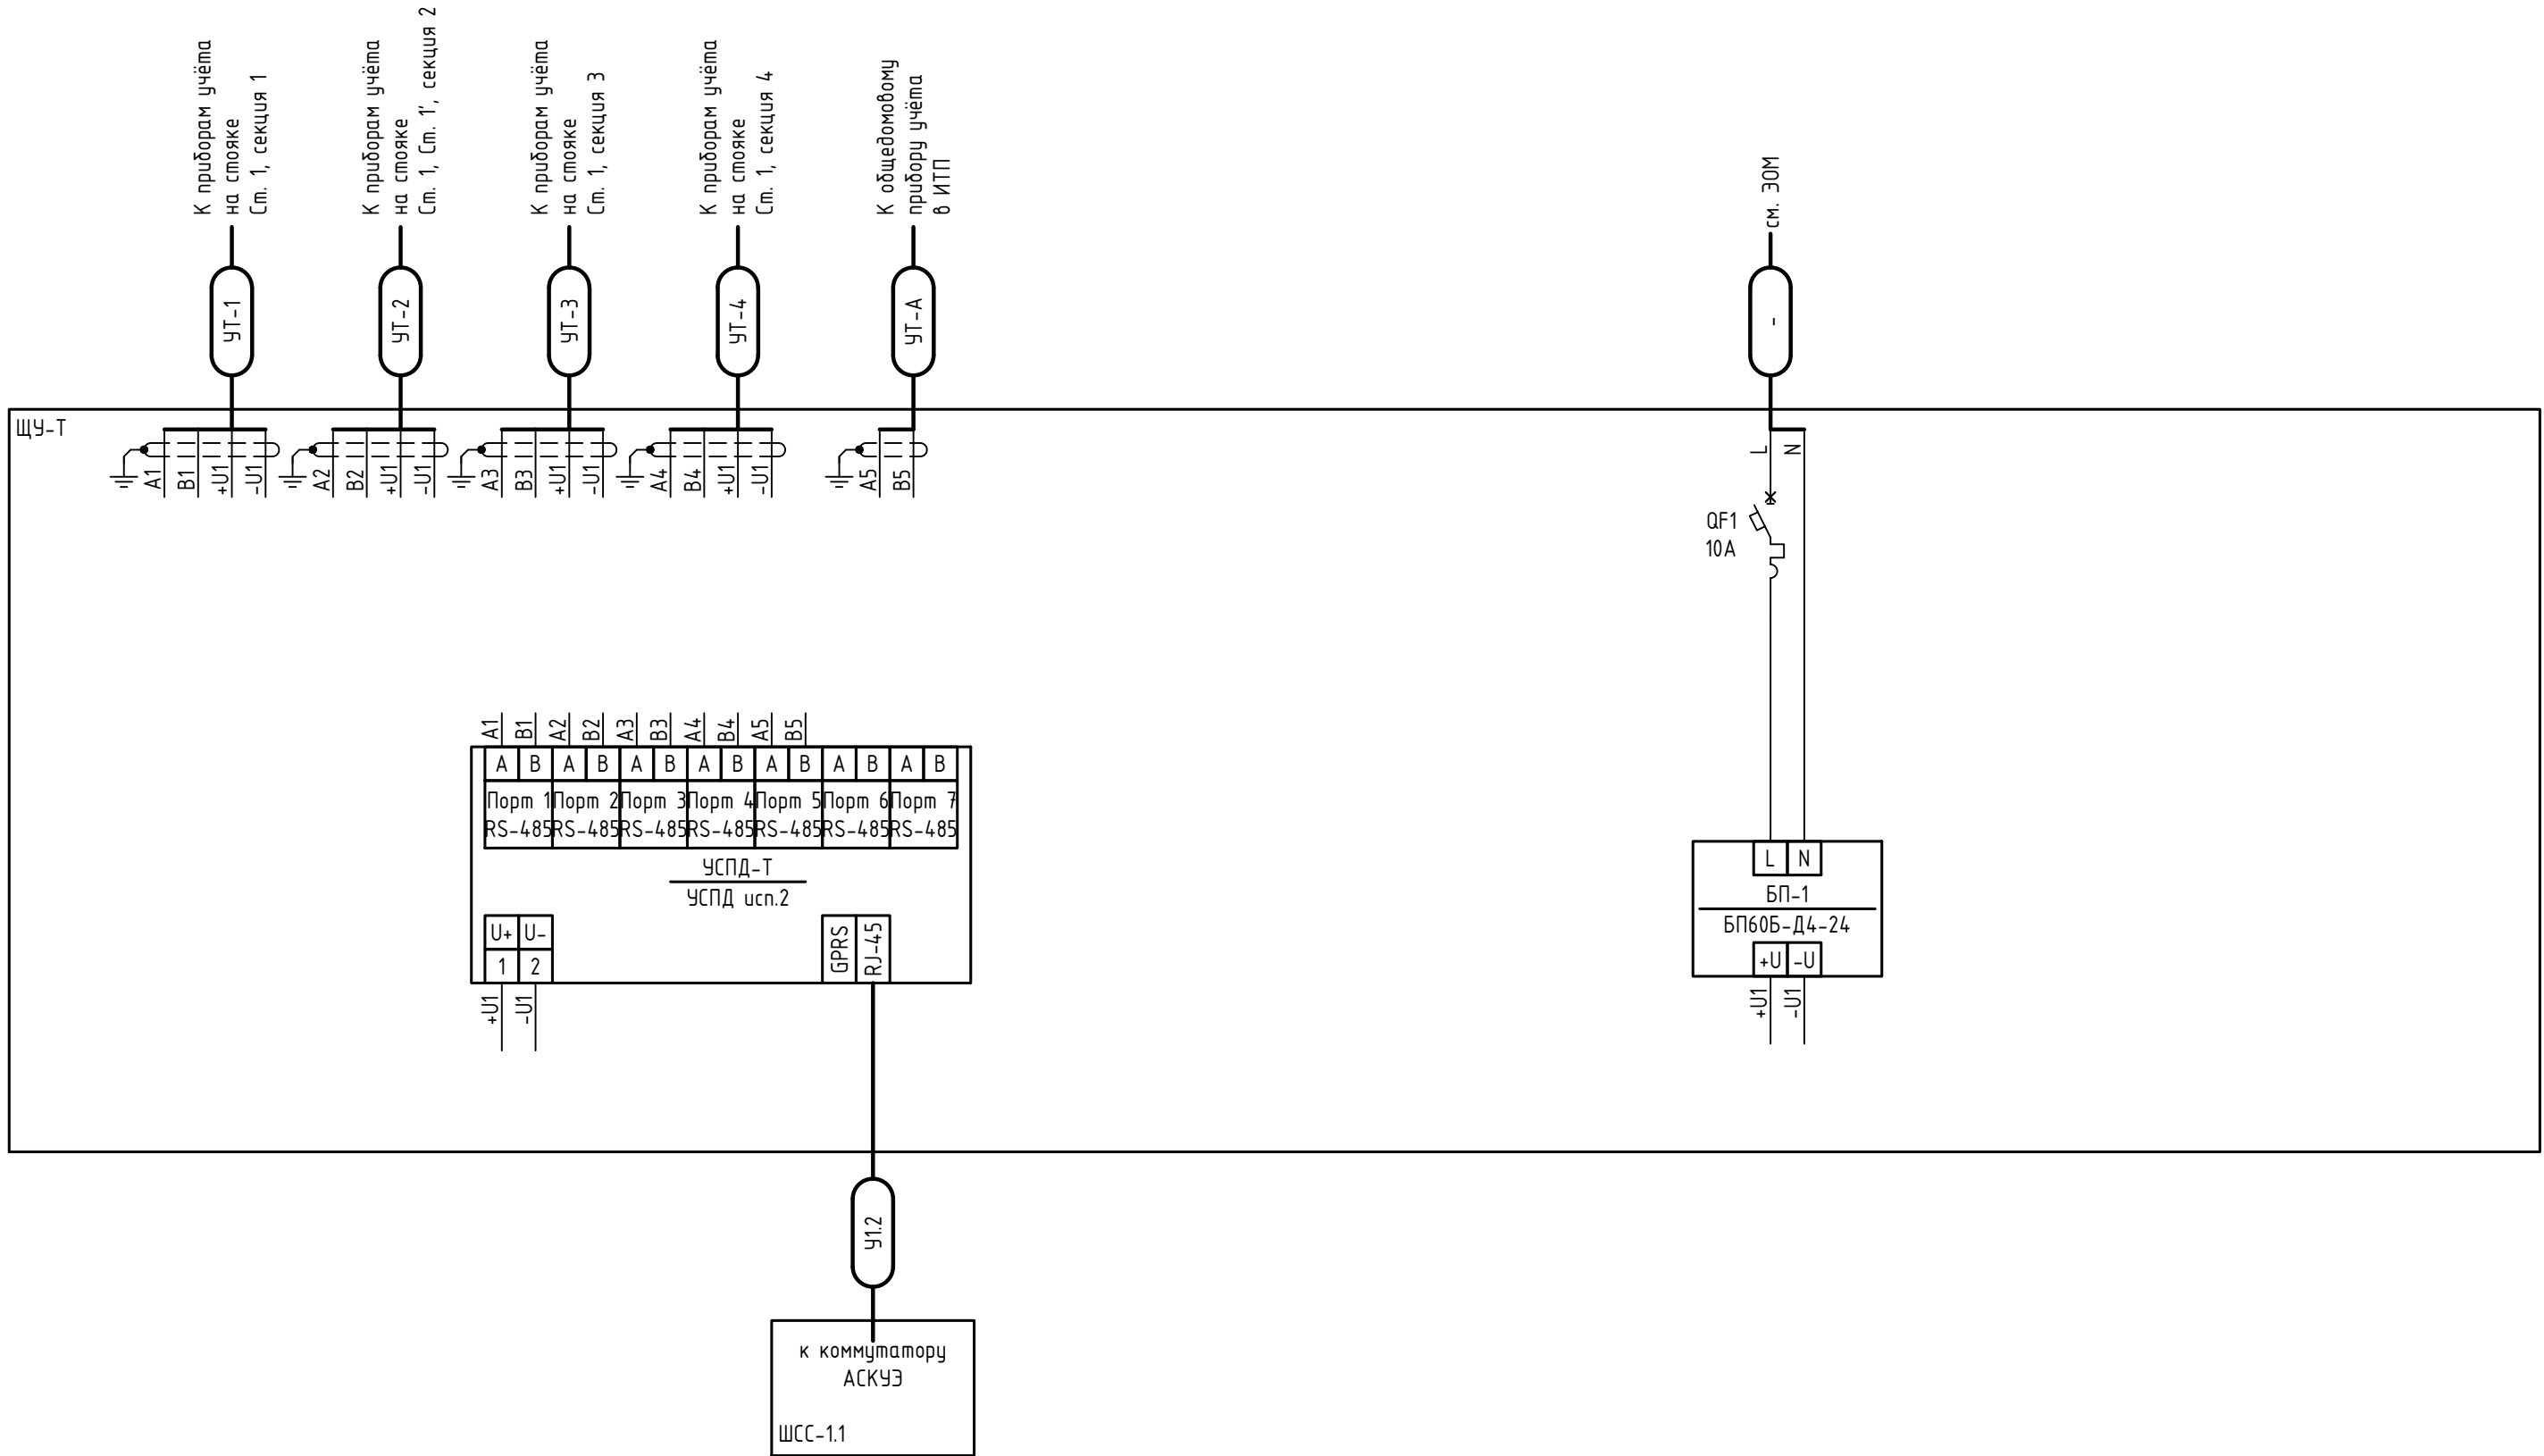 К приборам учёта
на стояке
Ст. 1, секция 1
К приборам учёта
на стояке
Ст. 1, Ст. 1', секция 2
К приборам учёта
на стояке
Ст. 1, секция 3
К приборам учёта
на стояке
Ст. 1, секция 4
К общедомовому
прибору учёта
в ИТП
см. ЭОМ
УТ-1
УТ-2
УТ-3
УТ-4
УТ-А
-
ЩУ-Т
A1 B1 +U1 -U1
A2 B2 +U1 -U1
A3 B3 +U1 -U1
A4 B4 +U1 -U1
A5 B5
L N
QF1
10А
A1 B1 A2 B2 A3 B3 A4 B4 A5 B5
A B A B A B A B A B A B A B
Порт 1 Порт 2 Порт 3 Порт 4 Порт 5 Порт 6 Порт 7
RS-485 RS-485 RS-485 RS-485 RS-485 RS-485 RS-485
УСПД-Т
УСПД исп.2
U+ U-
1 2
GPRS
RJ-45
+U1 -U1
L N
БП-1
БП60Б-Д4-24
+U -U
+U1 -U1
У1.2
к коммутатору
АСКУЭ
ШСС-1.1